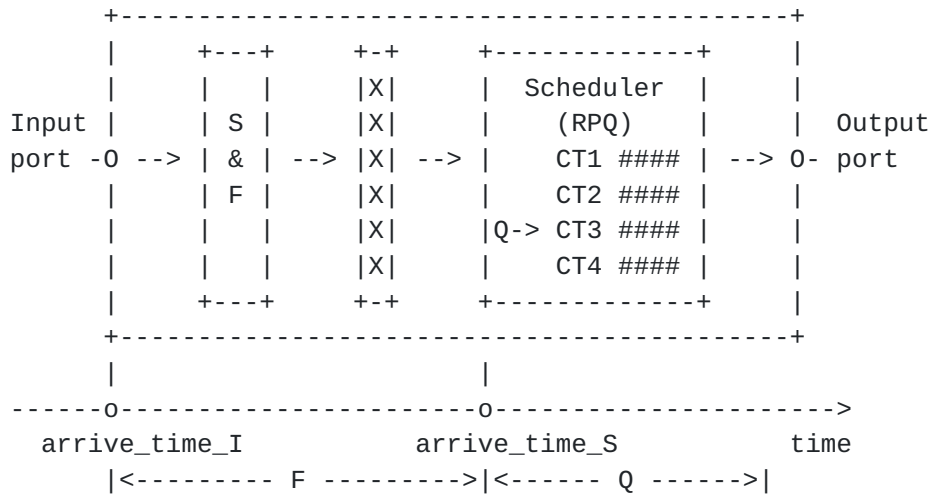 +---------------------------------------------+
|     +---+     +-+     +-------------+     |
|     |   |     |X|     |  Scheduler  |     |
Input |     | S |     |X|     |    (RPQ)    |     | Output
port -O --> | & | --> |X| --> |    CT1 #### | --> O- port
|     | F |     |X|     |    CT2 #### |     |
|     |   |     |X|     |Q-> CT3 #### |     |
|     |   |     |X|     |    CT4 #### |     |
|     +---+     +-+     +-------------+     |
+---------------------------------------------+
|                        |
------o------------------------o----------------------->
arrive_time_I           arrive_time_S           time
|<--------- F --------->|<------ Q ------>|